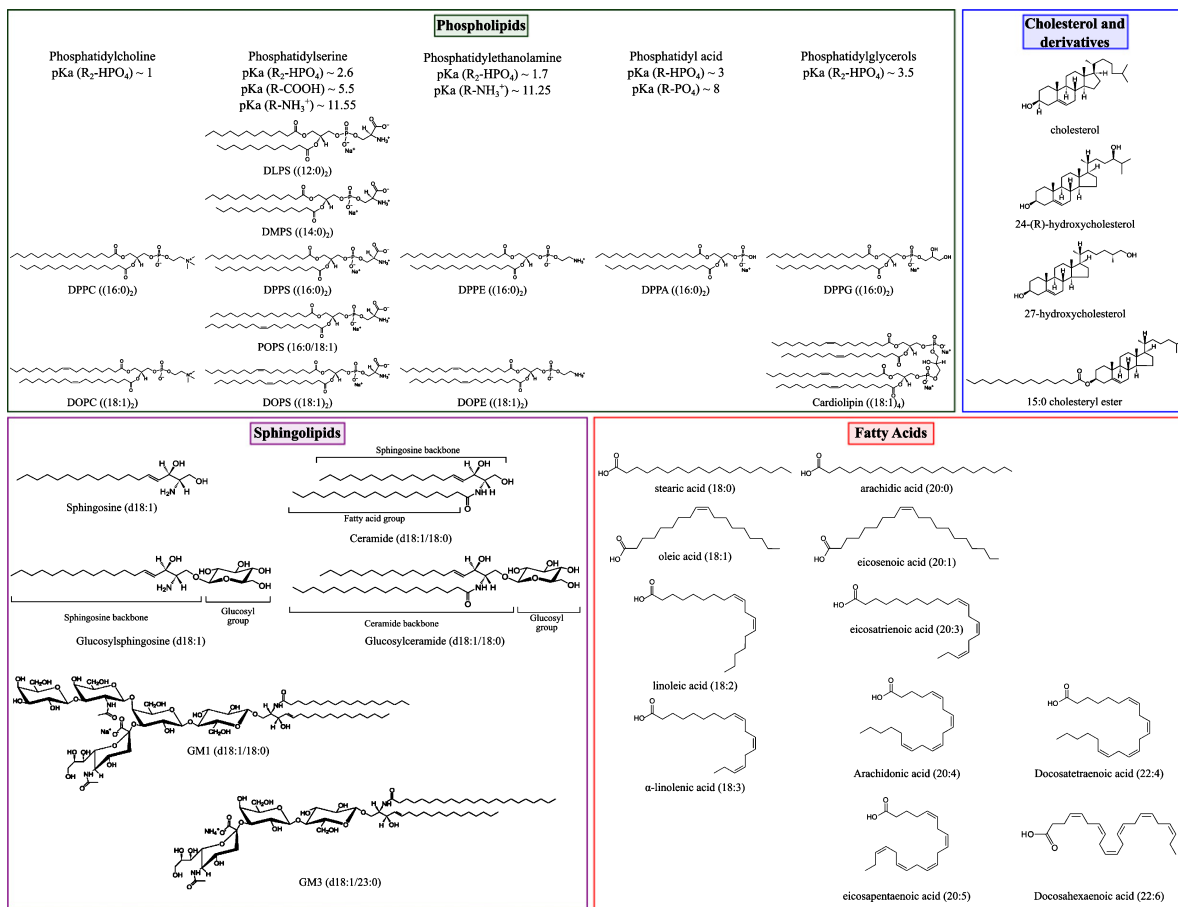 Phospholipids
Phosphatidylcholine
pKa (R₂-HPO₄) ~ 1
Phosphatidylserine
pKa (R₂-HPO₄) ~ 2.6
pKa (R-COOH) ~ 5.5
pKa (R-NH₃⁺) ~ 11.55
Phosphatidylethanolamine
pKa (R₂-HPO₄) ~ 1.7
pKa (R-NH₃⁺) ~ 11.25
Phosphatidyl acid
pKa (R-HPO₄) ~ 3
pKa (R-PO₄) ~ 8
Phosphatidylglycerols
pKa (R₂-HPO₄) ~ 3.5
DLPS ((12:0)₂)
DMPS ((14:0)₂)
DPPC ((16:0)₂)
DPPS ((16:0)₂)
DPPE ((16:0)₂)
DPPA ((16:0)₂)
DPPG ((16:0)₂)
POPS (16:0/18:1)
DOPC ((18:1)₂)
DOPS ((18:1)₂)
DOPE ((18:1)₂)
Cardiolipin ((18:1)₄)
Cholesterol and
derivatives
cholesterol
24-(R)-hydroxycholesterol
27-hydroxycholesterol
15:0 cholesteryl ester
Sphingolipids
Sphingosine (d18:1)
Sphingosine backbone
Fatty acid group
Ceramide (d18:1/18:0)
Sphingosine backbone
Glucosyl
group
Glucosylsphingosine (d18:1)
Ceramide backbone
Glucosyl
group
Glucosylceramide (d18:1/18:0)
GM1 (d18:1/18:0)
GM3 (d18:1/23:0)
Fatty Acids
stearic acid (18:0)
arachidic acid (20:0)
oleic acid (18:1)
eicosenoic acid (20:1)
linoleic acid (18:2)
eicosatrienoic acid (20:3)
α-linolenic acid (18:3)
Arachidonic acid (20:4)
Docosatetraenoic acid (22:4)
eicosapentaenoic acid (20:5)
Docosahexaenoic acid (22:6)